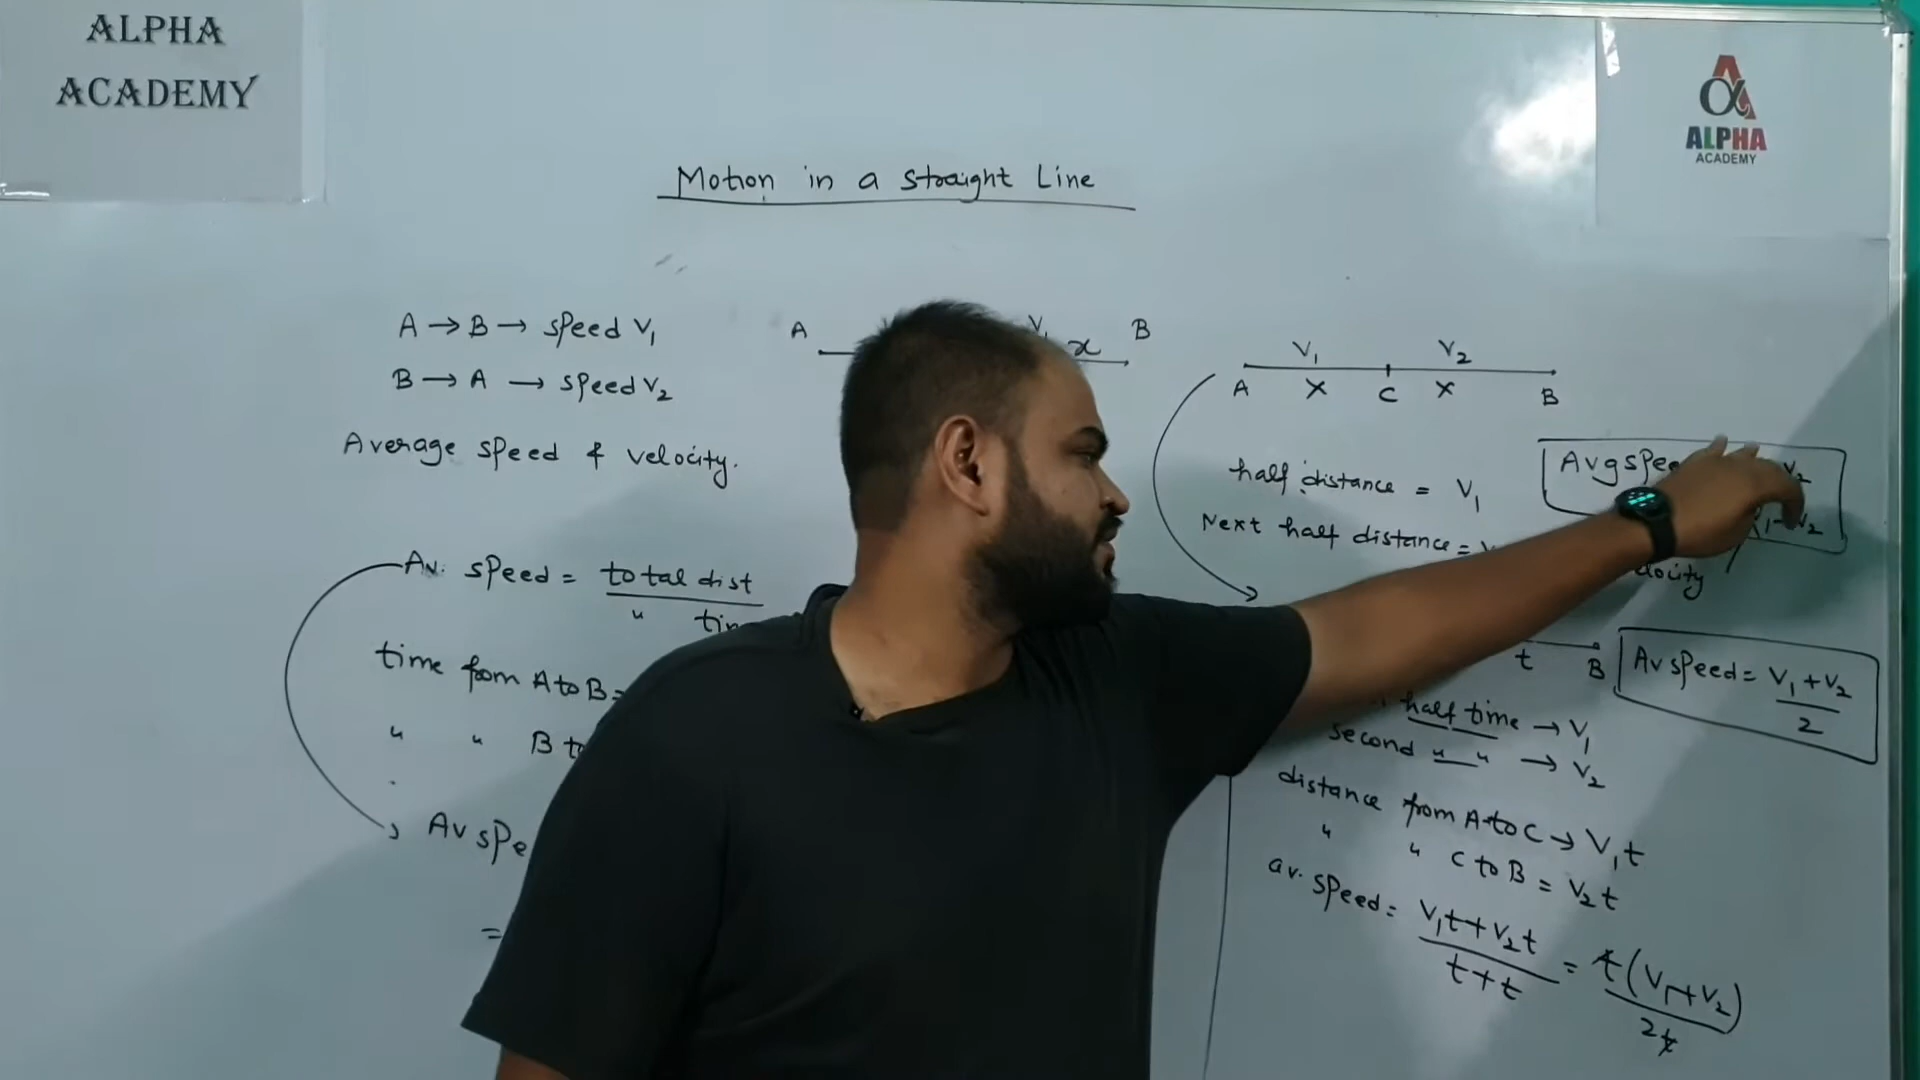 ALPHA
ACADEMY
ALPHA
ACADEMY
Motion in a straight Line
A → B → speed V₁
B → A → speed V₂
Average speed & velocity.
Av. speed = total dist
"
time from A to B =
" " B to
Av spe
=
A B
x
V₁ V₂
A X C X B
half distance = V₁
Next half distance =
Avg spee
V₂
t B
Av speed = V₁ + V₂
2
half time → V₁
second " " → V₂
distance from A to C → V₁t
" " C to B = V₂t
av. speed = V₁t + V₂t = t(V₁ + V₂)
t + t 2t